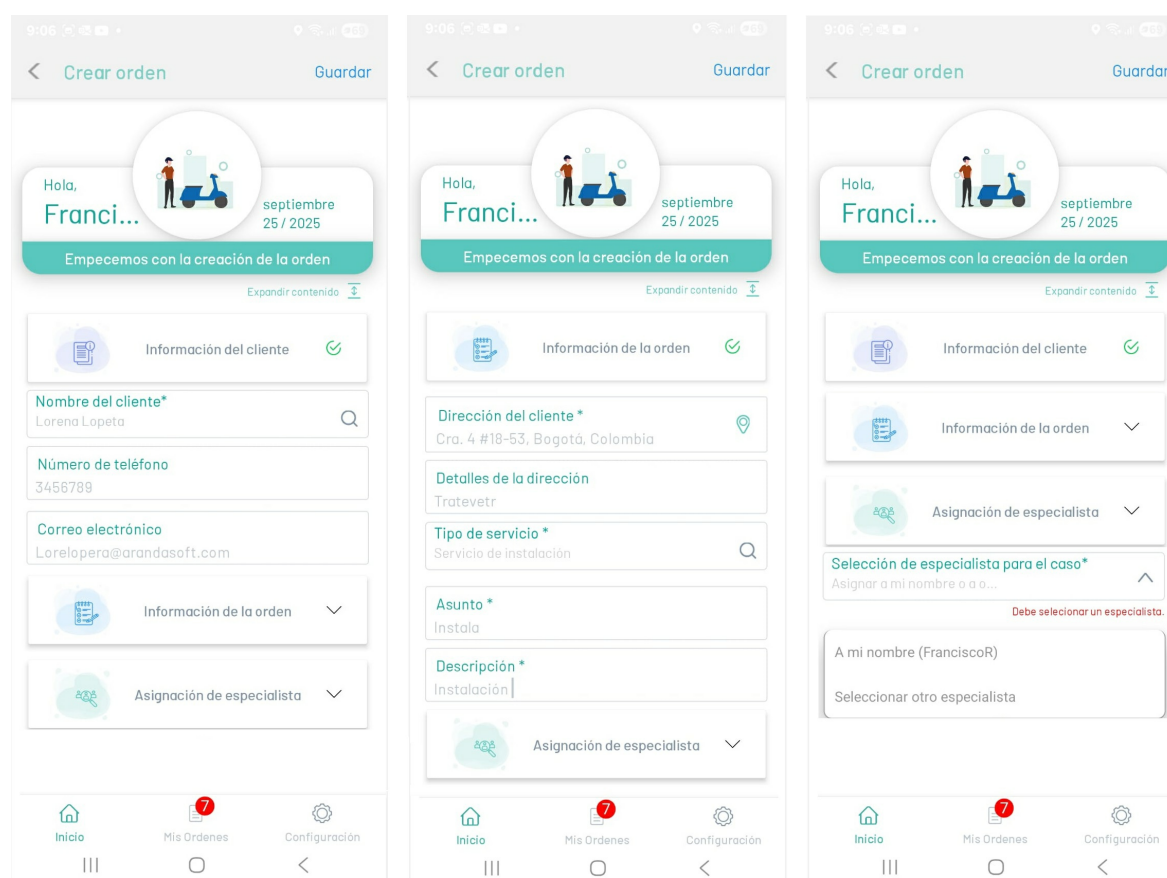 9:06
Crear orden
Guardar
Hola,
Franci...
septiembre
25 / 2025
Empecemos con la creación de la orden
Expandir contenido
Información del cliente
Nombre del cliente*
Lorena Lopeta
Número de teléfono
3456789
Correo electrónico
Lorelopera@arandasoft.com
Información de la orden
Asignación de especialista
7
Inicio
Mis Ordenes
Configuración
9:06
Crear orden
Guardar
Hola,
Franci...
septiembre
25 / 2025
Empecemos con la creación de la orden
Expandir contenido
Información de la orden
Dirección del cliente *
Cra. 4 #18-53, Bogotá, Colombia
Detalles de la dirección
Tratevetr
Tipo de servicio *
Servicio de instalación
Asunto *
Instala
Descripción *
Instalación
Asignación de especialista
7
Inicio
Mis Ordenes
Configuración
9:06
Crear orden
Guardar
Hola,
Franci...
septiembre
25 / 2025
Empecemos con la creación de la orden
Expandir contenido
Información del cliente
Información de la orden
Asignación de especialista
Selección de especialista para el caso*
Asignar a mi nombre o a o...
Debe selecionar un especialista.
A mi nombre (FranciscoR)
Seleccionar otro especialista
7
Inicio
Mis Ordenes
Configuración